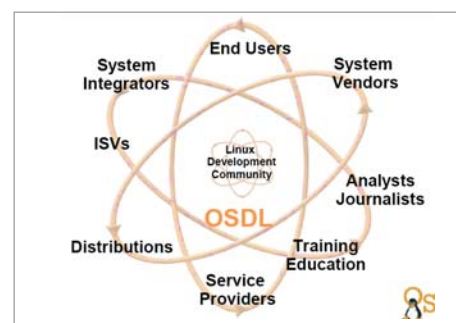 End Users
System
Integrators
System
Vendors
ISVs
Linux
Development
Community
Analysts
Journalists
OSDL
Distributions
Training
Education
Service
Providers